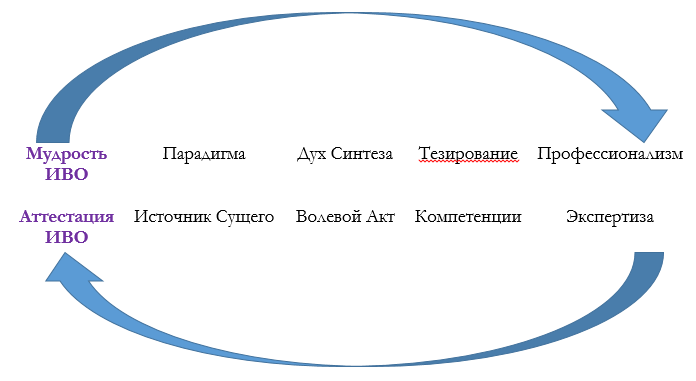 Мудрость ИВО Парадигма Дух Синтеза Тезирование Профессионализм
Аттестация ИВО Источник Сущего Волевой Акт Компетенции Экспертиза